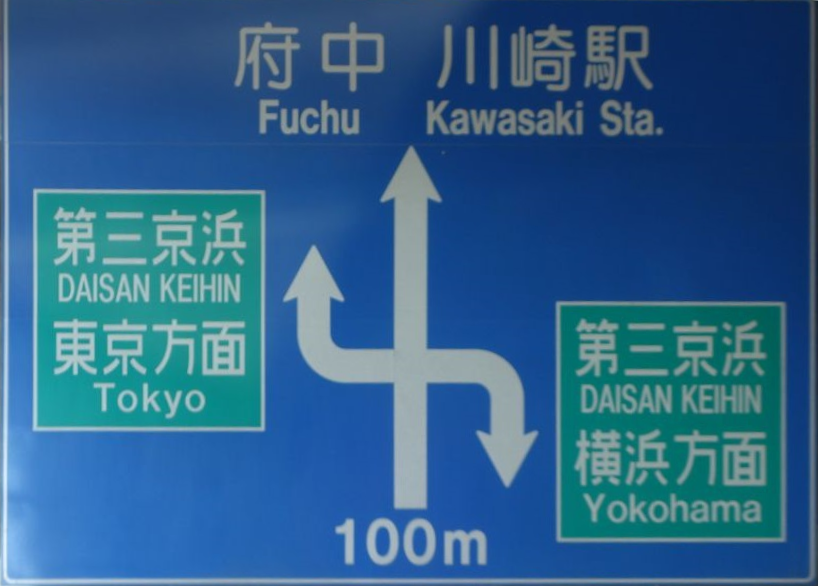 府中 川崎駅
Fuchu Kawasaki Sta.
第三京浜
DAISAN KEIHIN
東京方面
Tokyo
第三京浜
DAISAN KEIHIN
横浜方面
Yokohama
100m